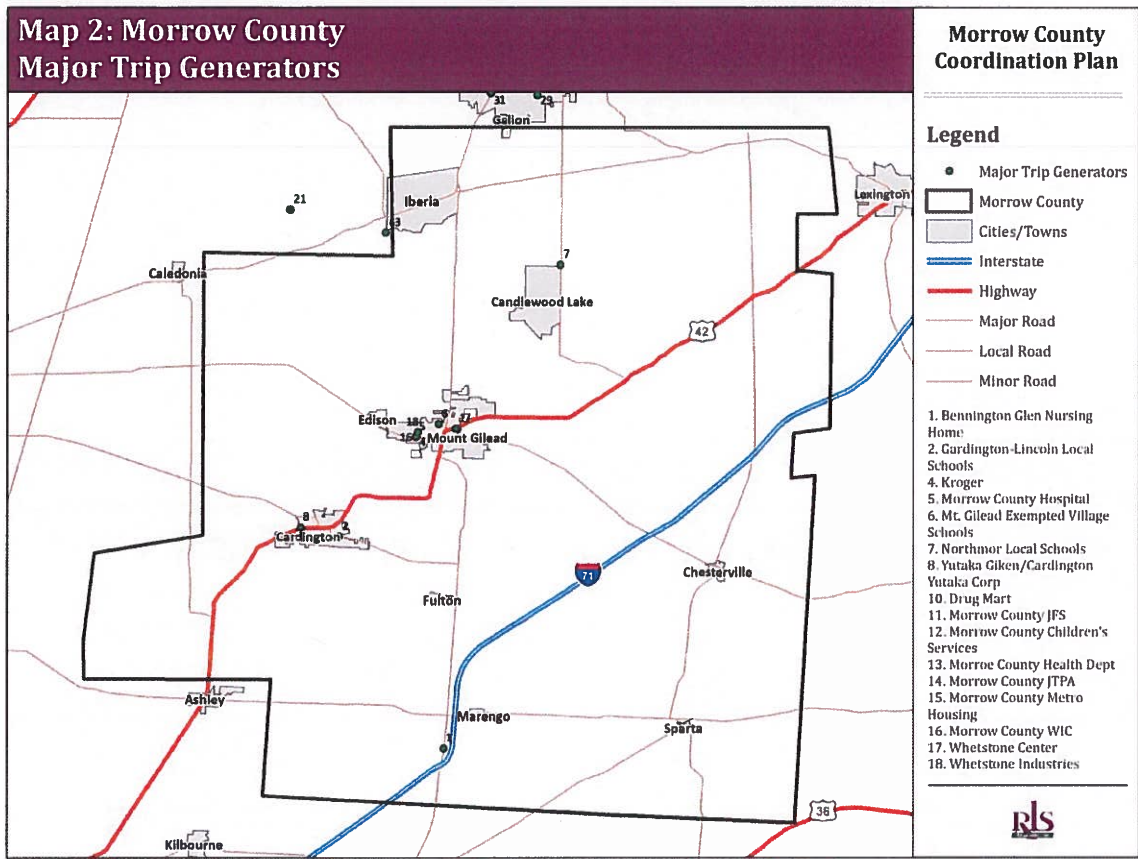 Map 2: Morrow County
Major Trip Generators
Morrow County
Coordination Plan
Legend
Major Trip Generators
Morrow County
Cities/Towns
Interstate
Highway
Major Road
Local Road
Minor Road
1. Bennington Glen Nursing
Home
2. Cardington-Lincoln Local
Schools
4. Kroger
5. Morrow County Hospital
6. Mt. Gilead Exempted Village
Schools
7. Northmor Local Schools
8. Yutaka Giken/Cardington
Yutaka Corp
10. Drug Mart
11. Morrow County JFS
12. Morrow County Children's
Services
13. Morroe County Health Dept
14. Morrow County JTPA
15. Morrow County Metro
Housing
16. Morrow County WIC
17. Whetstone Center
18. Whetstone Industries
RLS
31
29
Galion
Lexington
Iberia
21
7
Caledonia
Candlewood Lake
42
Edison
18
6
16
Mount Gilead
8
2
Cardington
71
Chesterville
Fulton
Ashley
Marengo
Sparta
1
36
Kilbourne